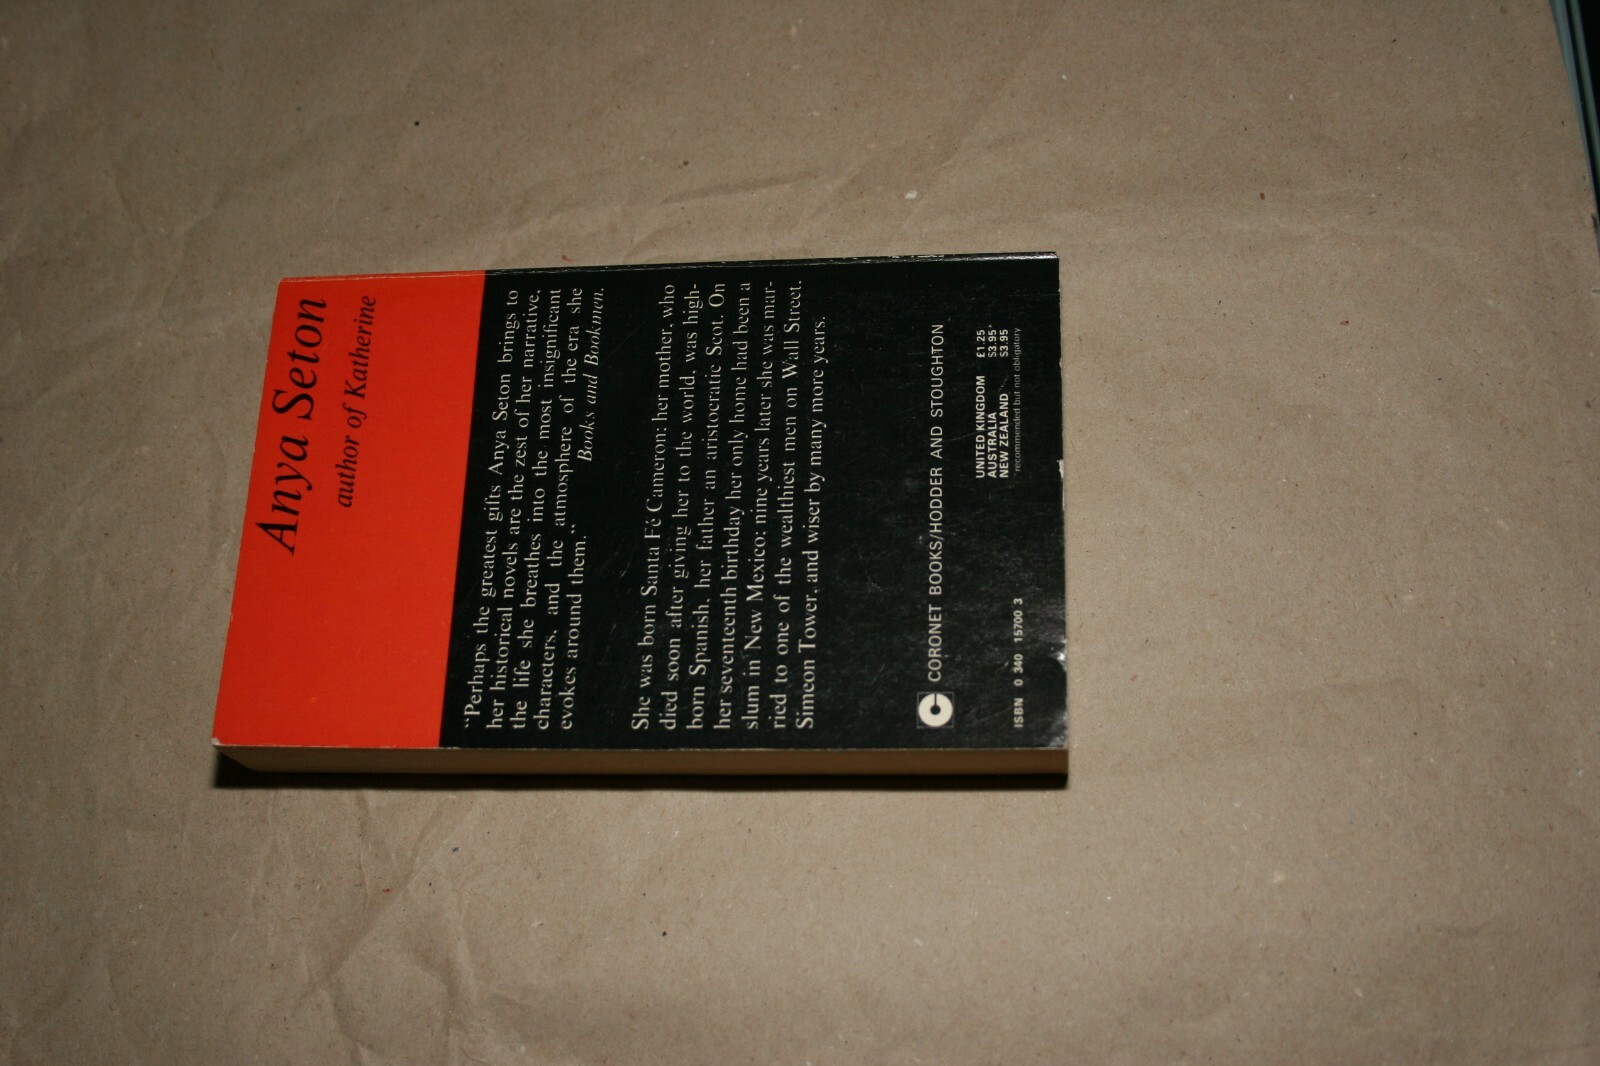 Anya Seton
author of Katherine
“Perhaps the greatest gifts Anya Seton brings to
her historical novels are the zest of her narrative,
the life she breathes into the most insignificant
characters, and the atmosphere of the era she
evokes around them.”
Books and Bookmen.
She was born Santa Fé Cameron: her mother, who
died soon after giving her to the world, was high-
born Spanish, her father an aristocratic Scot. On
her seventeenth birthday her only home had been a
slum in New Mexico; nine years later she was mar-
ried to one of the wealthiest men on Wall Street,
Simeon Tower, and wiser by many more years.
CORONET BOOKS/HODDER AND STOUGHTON
UNITED KINGDOM £1.25
AUSTRALIA $3.95*
NEW ZEALAND $3.95
recommended but not obligatory
ISBN 0 340 15700 3